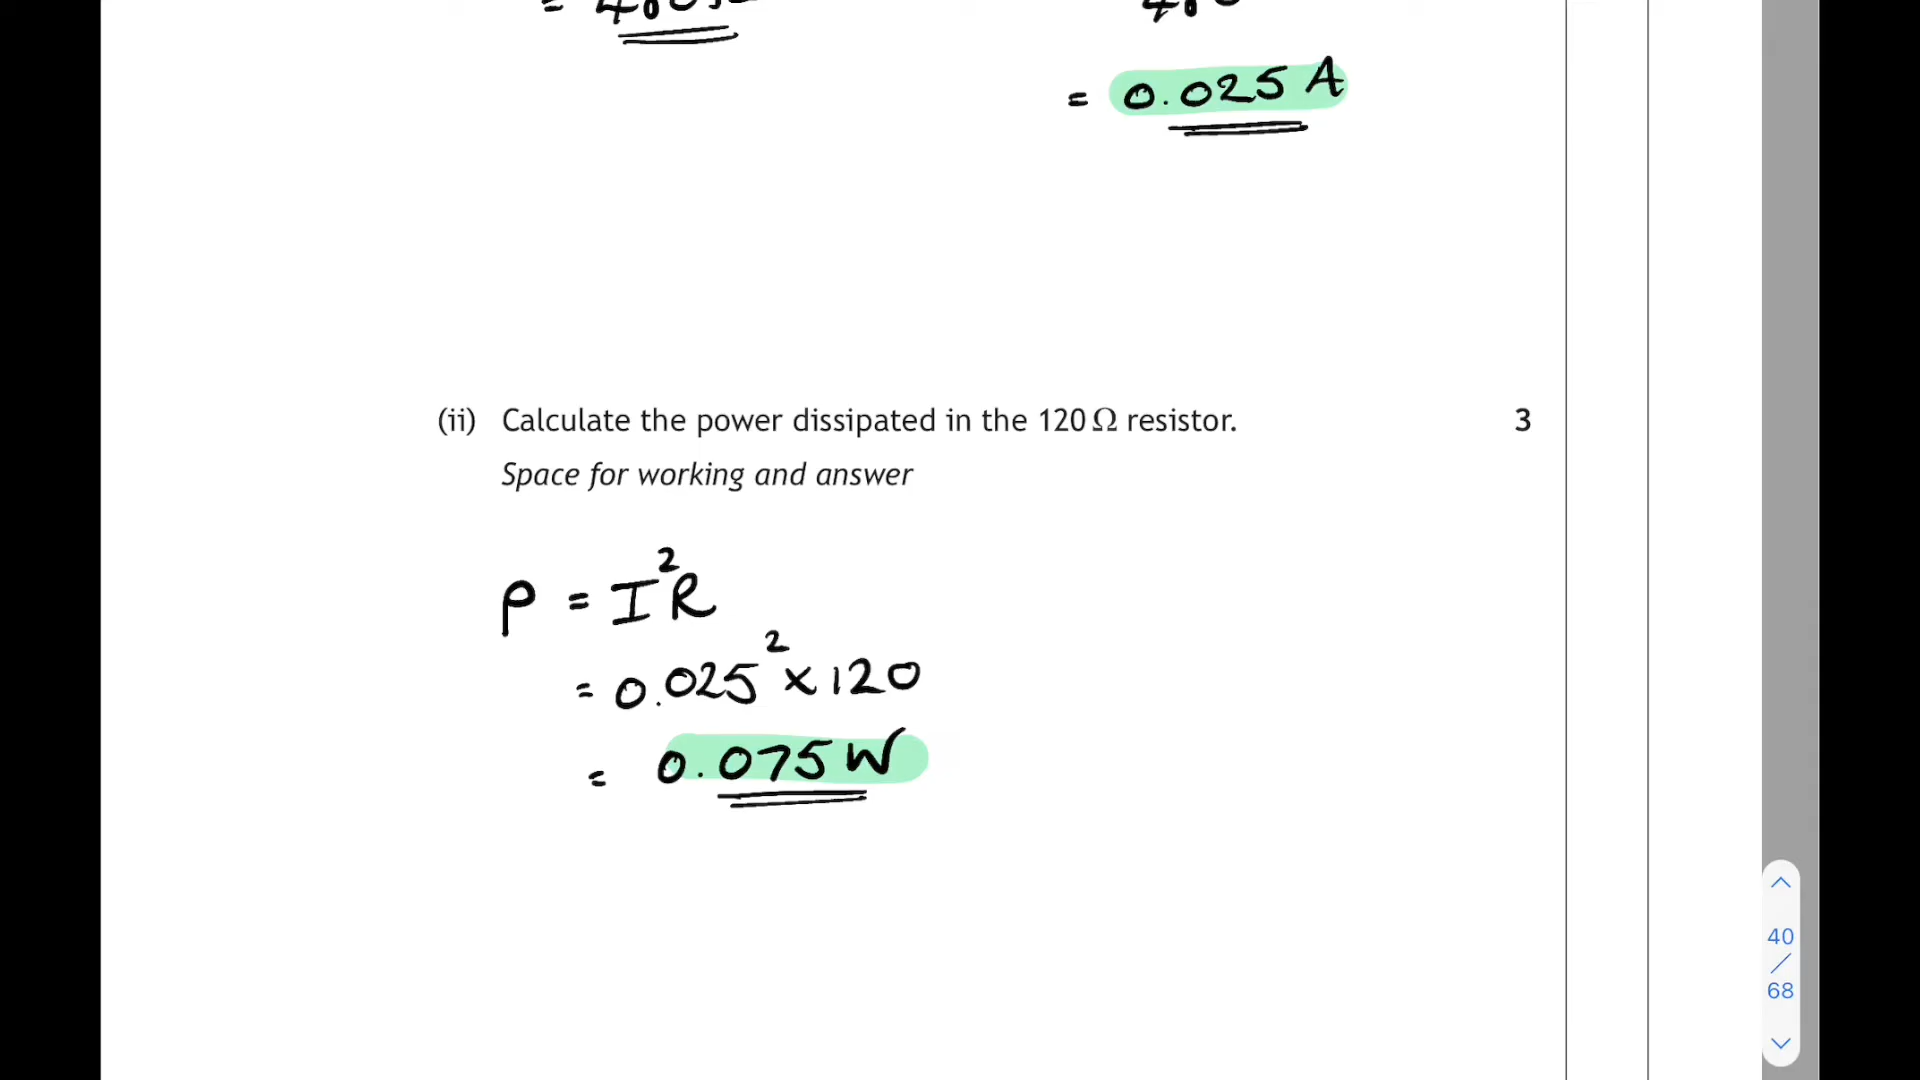 = 0.025 A
(ii) Calculate the power dissipated in the 120 Ω resistor. 3
Space for working and answer
P = I²R
= 0.025² × 120
= 0.075 W
40
/
68